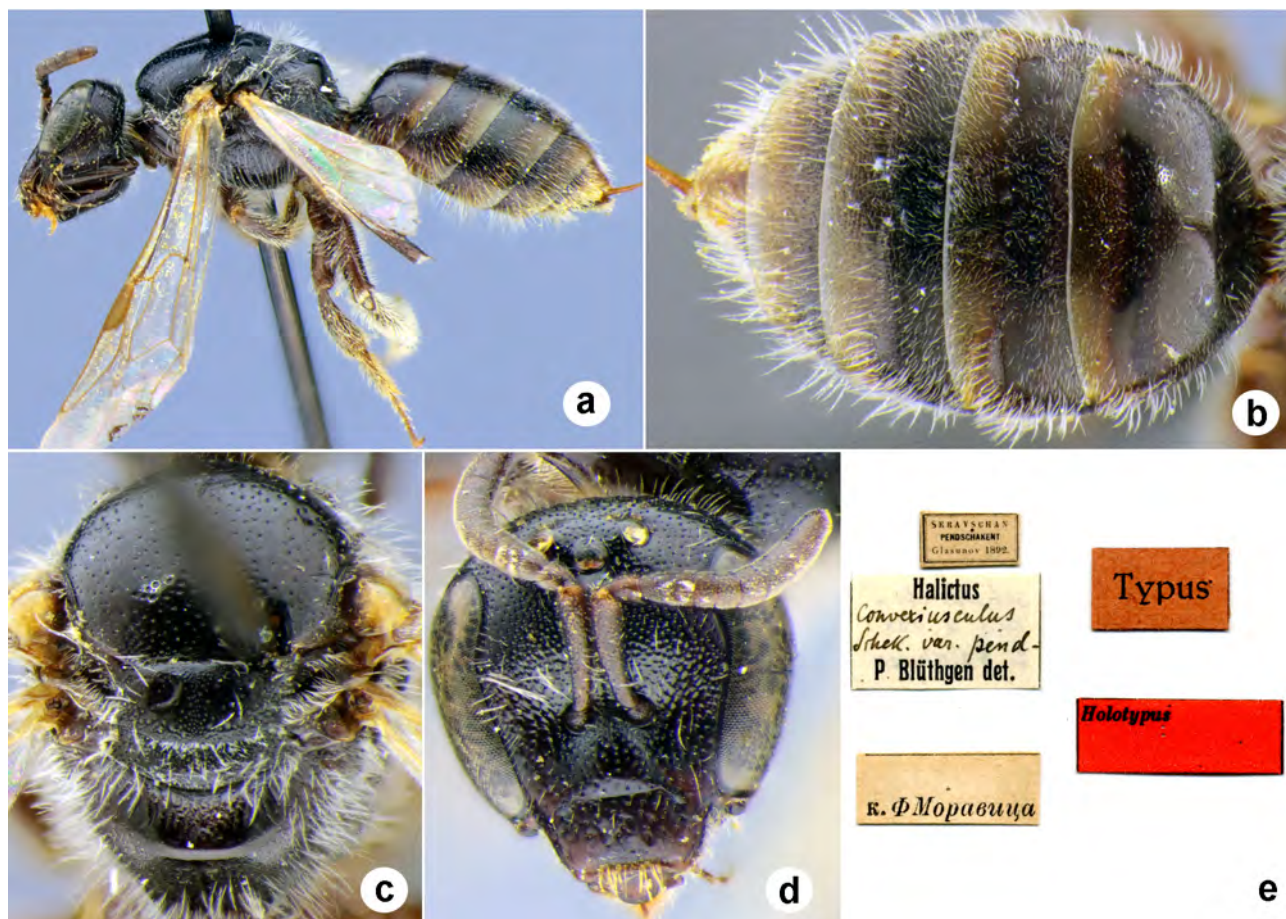 a
b
c
d
SERAVSCHAN
PENDSCHAKENT
Glasunov 1892.
Halictus
Convexiusculus
Schck. var. pend-
P. Blüthgen det.
к. Ф Моравица
Typus
Holotypus
e